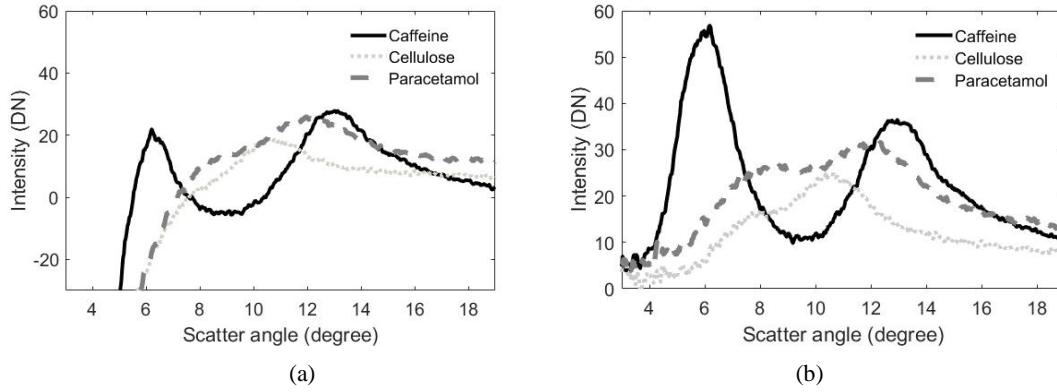 60
40
20
0
-20
Intensity (DN)
Caffeine
Cellulose
Paracetamol
4 6 8 10 12 14 16 18
Scatter angle (degree)
(a)
60
50
40
30
20
10
0
Intensity (DN)
Caffeine
Cellulose
Paracetamol
4 6 8 10 12 14 16 18
Scatter angle (degree)
(b)